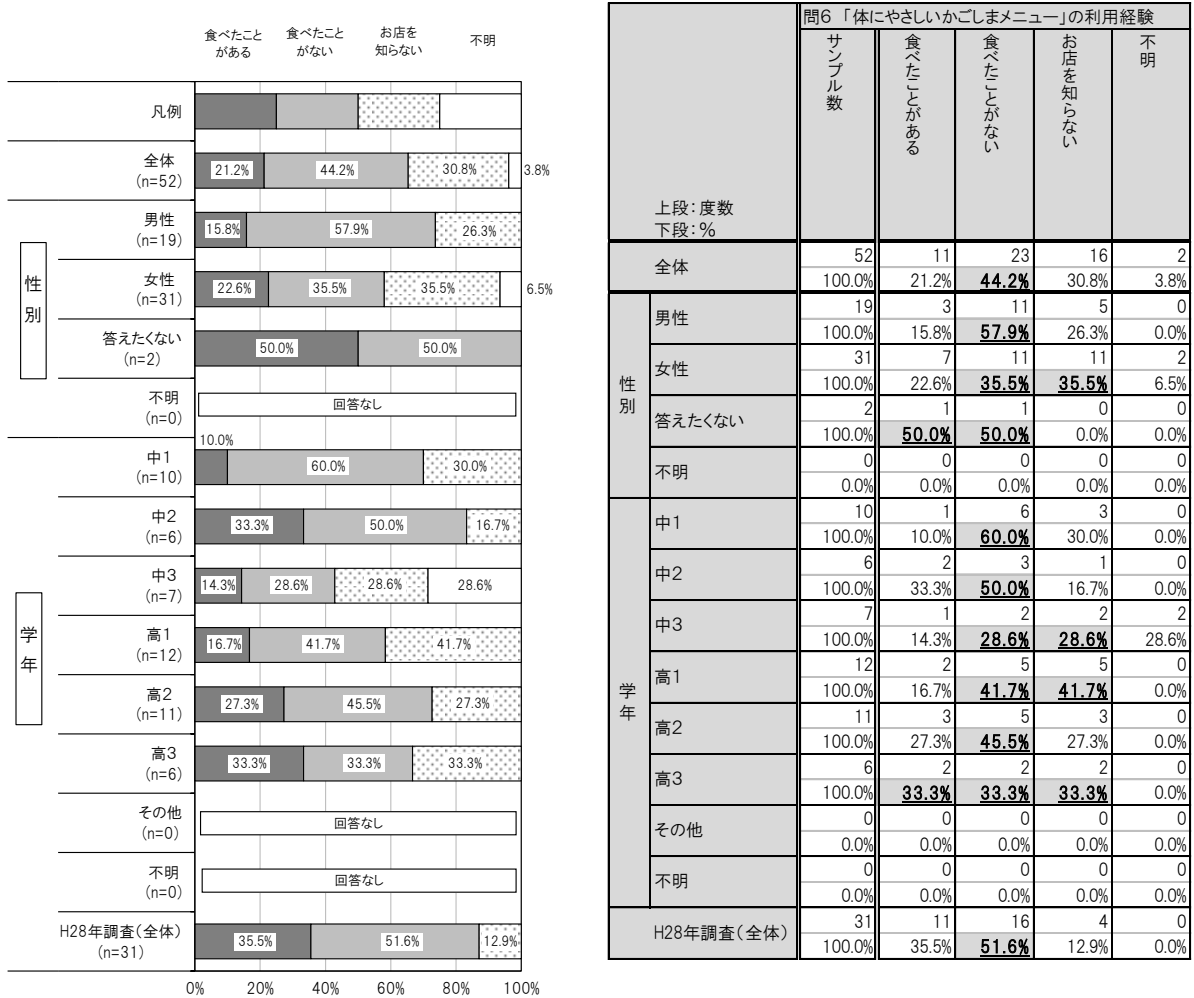 食べたこと
がある
食べたこと
がない
お店を
知らない
不明
凡例
全体
(n=52)
21.2% 44.2% 30.8% 3.8%
性別
男性
(n=19)
15.8% 57.9% 26.3%
女性
(n=31)
22.6% 35.5% 35.5% 6.5%
答えたくない
(n=2)
50.0% 50.0%
不明
(n=0)
回答なし
学年
10.0%
中1
(n=10)
60.0% 30.0%
中2
(n=6)
33.3% 50.0% 16.7%
中3
(n=7)
14.3% 28.6% 28.6% 28.6%
高1
(n=12)
16.7% 41.7% 41.7%
高2
(n=11)
27.3% 45.5% 27.3%
高3
(n=6)
33.3% 33.3% 33.3%
その他
(n=0)
回答なし
不明
(n=0)
回答なし
H28年調査(全体)
(n=31)
35.5% 51.6% 12.9%
0% 20% 40% 60% 80% 100%
問6 「体にやさしいかごしまメニュー」の利用経験
サンプル数
食べたことがある
食べたことがない
お店を知らない
不明
上段:度数
下段:%
全体
52 11 23 16 2
100.0% 21.2% 44.2% 30.8% 3.8%
性別
男性
19 3 11 5 0
100.0% 15.8% 57.9% 26.3% 0.0%
女性
31 7 11 11 2
100.0% 22.6% 35.5% 35.5% 6.5%
答えたくない
2 1 1 0 0
100.0% 50.0% 50.0% 0.0% 0.0%
不明
0 0 0 0 0
0.0% 0.0% 0.0% 0.0% 0.0%
学年
中1
10 1 6 3 0
100.0% 10.0% 60.0% 30.0% 0.0%
中2
6 2 3 1 0
100.0% 33.3% 50.0% 16.7% 0.0%
中3
7 1 2 2 2
100.0% 14.3% 28.6% 28.6% 28.6%
高1
12 2 5 5 0
100.0% 16.7% 41.7% 41.7% 0.0%
高2
11 3 5 3 0
100.0% 27.3% 45.5% 27.3% 0.0%
高3
6 2 2 2 0
100.0% 33.3% 33.3% 33.3% 0.0%
その他
0 0 0 0 0
0.0% 0.0% 0.0% 0.0% 0.0%
不明
0 0 0 0 0
0.0% 0.0% 0.0% 0.0% 0.0%
H28年調査(全体)
31 11 16 4 0
100.0% 35.5% 51.6% 12.9% 0.0%